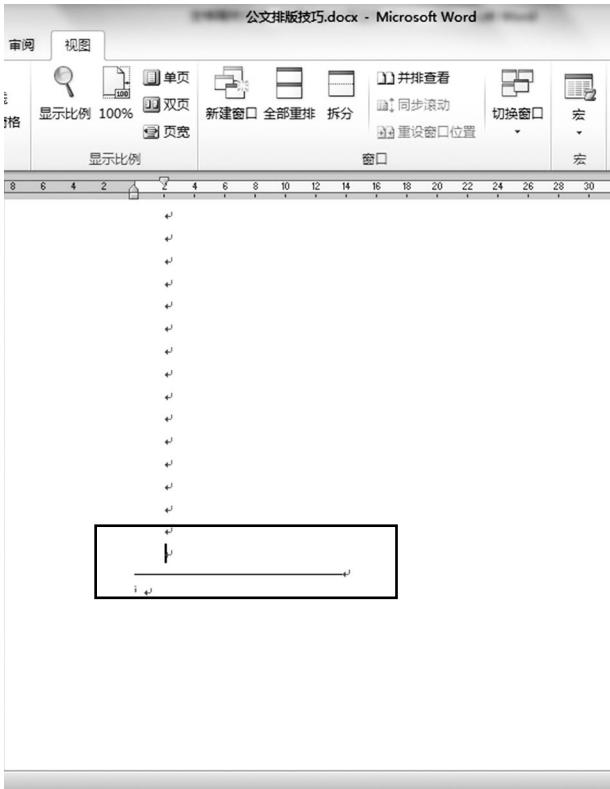 公文排版技巧.docx - Microsoft Word
审阅 视图
显示比例 100% 单页 双页 页宽
新建窗口 全部重排 拆分
并排查看 同步滚动 重设窗口位置
切换窗口 宏
格
显示比例 窗口 宏
8 6 4 2 2 4 6 8 10 12 14 16 18 20 22 24 26 28 30
i